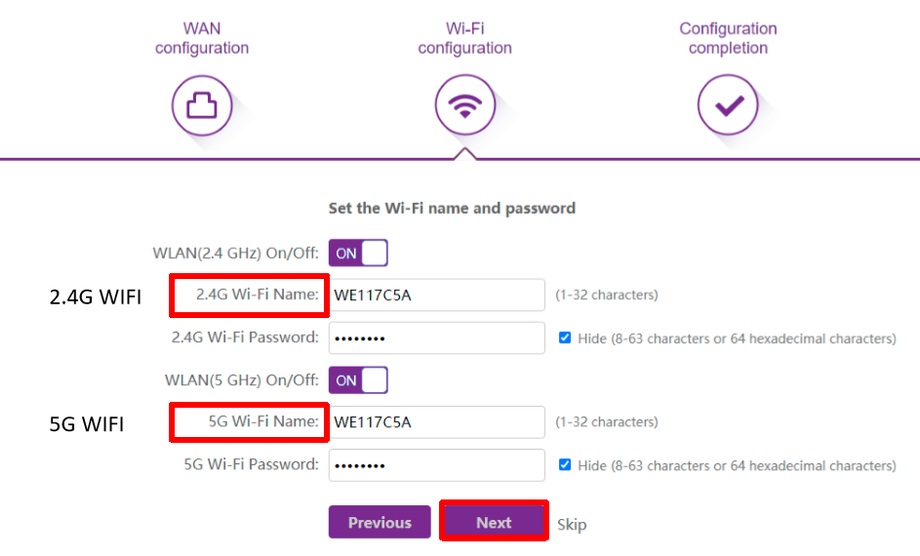 WAN
configuration
Wi-Fi
configuration
Configuration
completion
Set the Wi-Fi name and password
WLAN(2.4 GHz) On/Off: ON
2.4G WIFI 2.4G Wi-Fi Name: WE117C5A (1-32 characters)
2.4G Wi-Fi Password: •••••••• Hide (8-63 characters or 64 hexadecimal characters)
WLAN(5 GHz) On/Off: ON
5G WIFI 5G Wi-Fi Name: WE117C5A (1-32 characters)
5G Wi-Fi Password: •••••••• Hide (8-63 characters or 64 hexadecimal characters)
Previous Next Skip